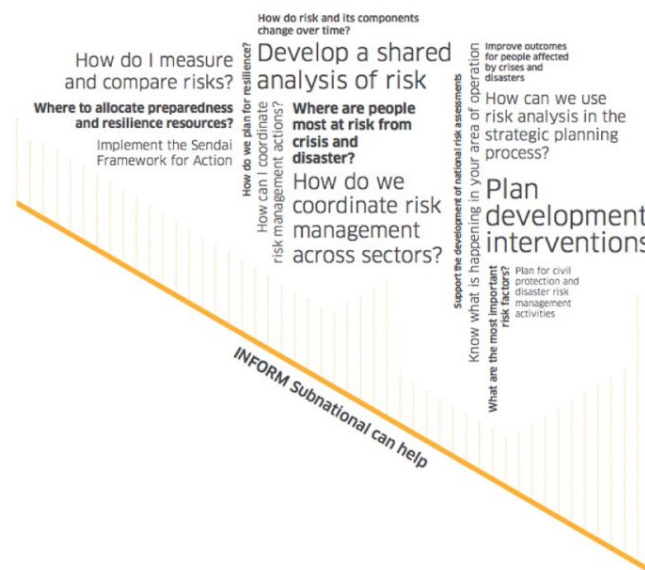 How do risk and its components
change over time?
How do I measure
and compare risks?
Where to allocate preparedness
and resilience resources?
Implement the Sendai
Framework for Action
How do we plan for resilience?
Develop a shared
analysis of risk
How can I coordinate
risk management actions?
Where are people
most at risk from
crisis and
disaster?
How do we
coordinate risk
management
across sectors?
Support the development of national risk assessments
Know what is happening in your area of operation
Improve outcomes
for people affected
by crises and
disasters
How can we use
risk analysis in the
strategic planning
process?
Plan
development
interventions
What are the most important
risk factors?
Plan for civil
protection and
disaster risk
management
activities
INFORM Subnational can help